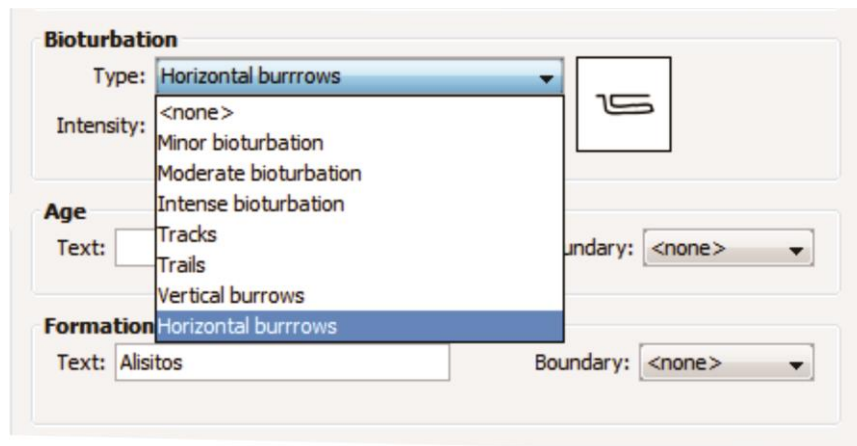 Bioturbation
Type: Horizontal burrrows
Intensity:
<none>
Minor bioturbation
Moderate bioturbation
Intense bioturbation
Tracks
Trails
Vertical burrows
Horizontal burrrows
Age
Text: undary: <none>
Formation
Text: Alisitos Boundary: <none>